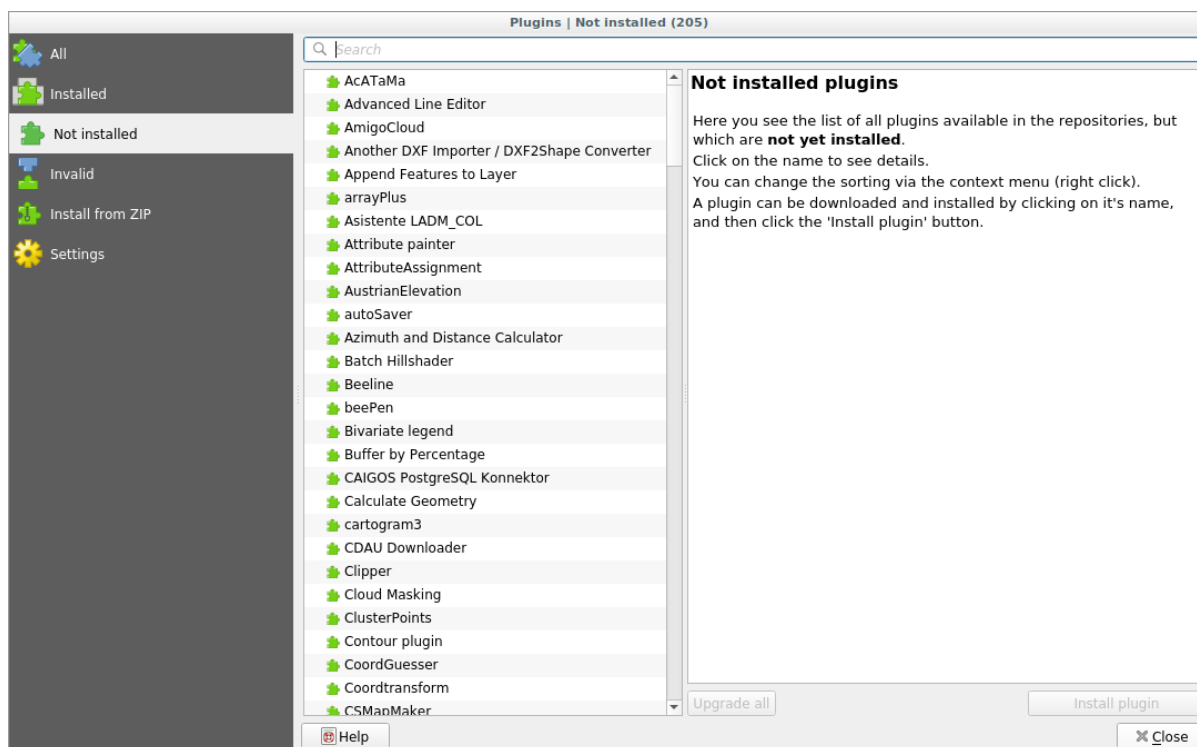 Plugins | Not installed (205)
All
Installed
Not installed
Invalid
Install from ZIP
Settings
Search
AcATaMa
Advanced Line Editor
AmigoCloud
Another DXF Importer / DXF2Shape Converter
Append Features to Layer
arrayPlus
Asistente LADM_COL
Attribute painter
AttributeAssignment
AustrianElevation
autoSaver
Azimuth and Distance Calculator
Batch Hillshader
Beeline
beePen
Bivariate legend
Buffer by Percentage
CAIGOS PostgreSQL Konnektor
Calculate Geometry
cartogram3
CDAU Downloader
Clipper
Cloud Masking
ClusterPoints
Contour plugin
CoordGuesser
Coordtransform
CSMapMaker
Not installed plugins
Here you see the list of all plugins available in the repositories, but
which are not yet installed.
Click on the name to see details.
You can change the sorting via the context menu (right click).
A plugin can be downloaded and installed by clicking on it's name,
and then click the 'Install plugin' button.
Upgrade all
Install plugin
Help
Close